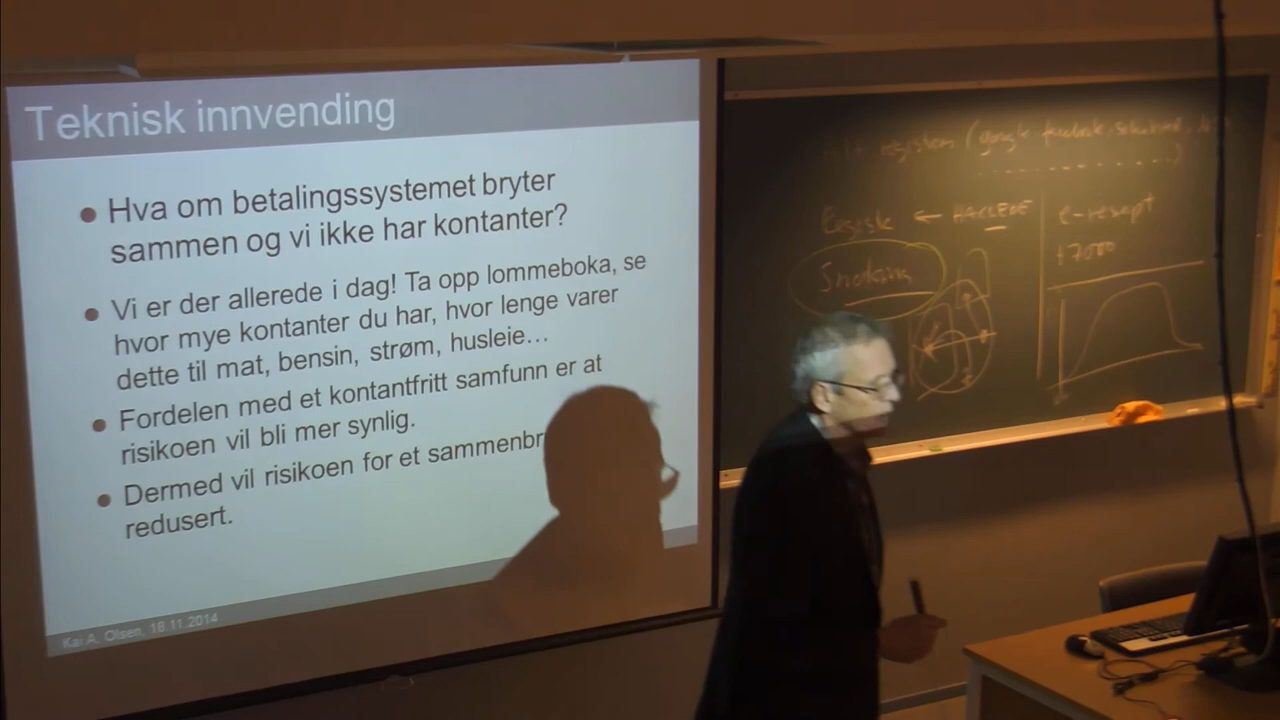 Teknisk innvending
Hva om betalingssystemet bryter
sammen og vi ikke har kontanter?
Vi er der allerede i dag! Ta opp lommeboka, se
hvor mye kontanter du har, hvor lenge varer
dette til mat, bensin, strøm, husleie…
Fordelen med et kontantfritt samfunn er at
risikoen vil bli mer synlig.
Dermed vil risikoen for et sammenbr
redusert.
Kai A. Olsen, 18.11.2014
← HACLEDE
e-resept
+7000